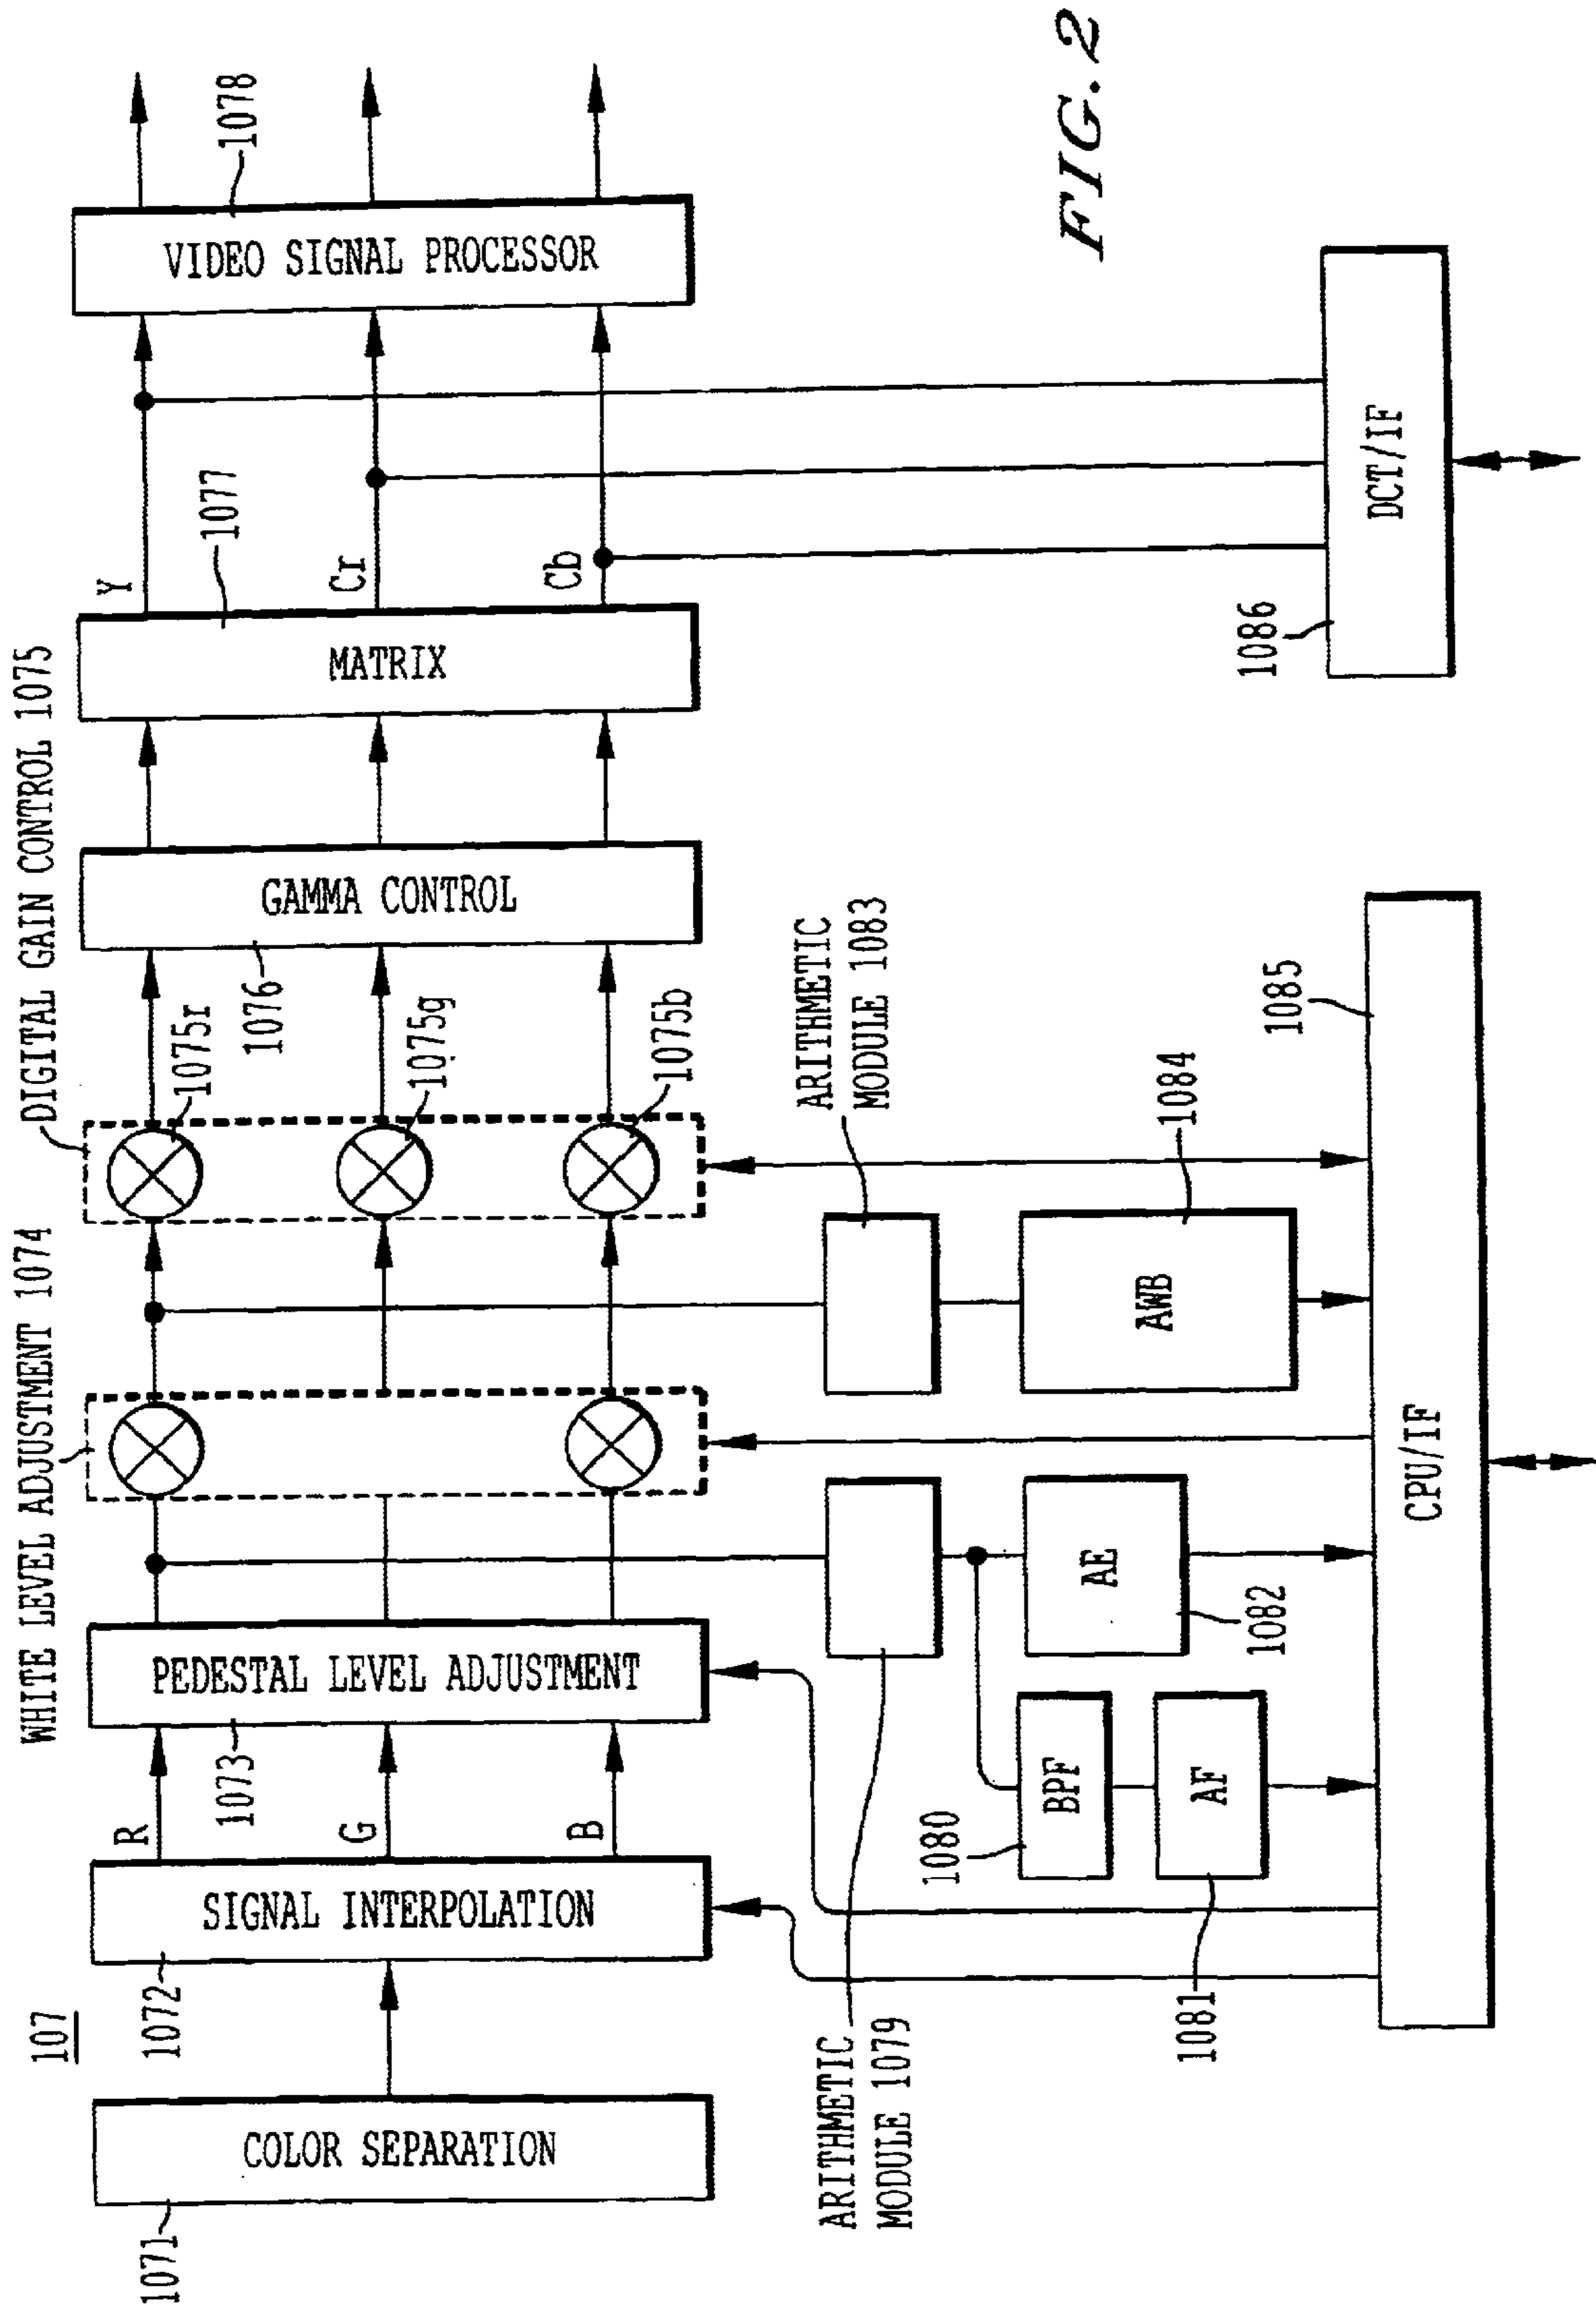 107
COLOR SEPARATION
1071
SIGNAL INTERPOLATION
1072
R
G
B
PEDESTAL LEVEL ADJUSTMENT
1073
WHITE LEVEL ADJUSTMENT 1074
DIGITAL GAIN CONTROL 1075
1075r
1075g
1075b
GAMMA CONTROL
1076
MATRIX
1077
Y
Cr
Cb
VIDEO SIGNAL PROCESSOR
1078
ARITHMETIC
MODULE 1079
BPF
1080
AF
1081
AE
1082
ARITHMETIC
MODULE 1083
AWB
1084
CPU/IF
1085
DCT/IF
1086
FIG. 2